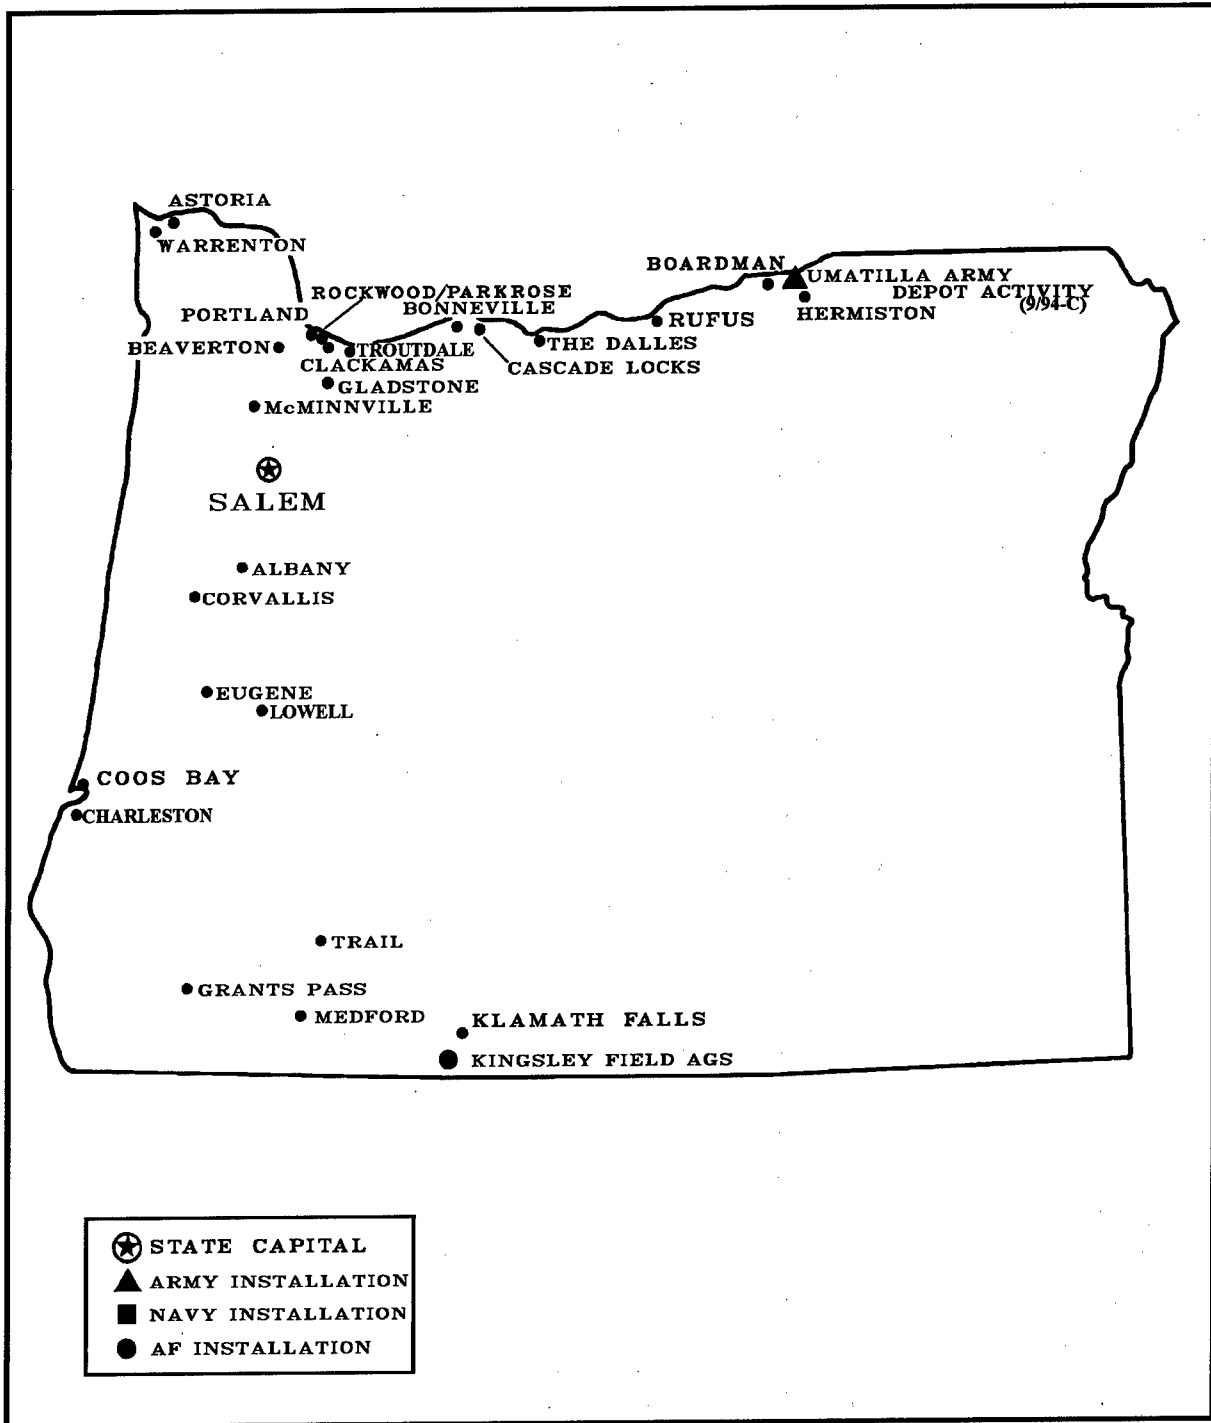 ASTORIA
WARRENTON
BOARDMAN
UMATILLA ARMY
DEPOT ACTIVITY
(9/94-C)
HERMISTON
ROCKWOOD/PARKROSE
BONNEVILLE
PORTLAND
RUFUS
BEAVERTON
TROUTDALE
THE DALLES
CLACKAMAS
CASCADE LOCKS
GLADSTONE
McMINNVILLE
SALEM
ALBANY
CORVALLIS
EUGENE
LOWELL
COOS BAY
CHARLESTON
TRAIL
GRANTS PASS
MEDFORD
KLAMATH FALLS
KINGSLEY FIELD AGS
STATE CAPITAL
ARMY INSTALLATION
NAVY INSTALLATION
AF INSTALLATION